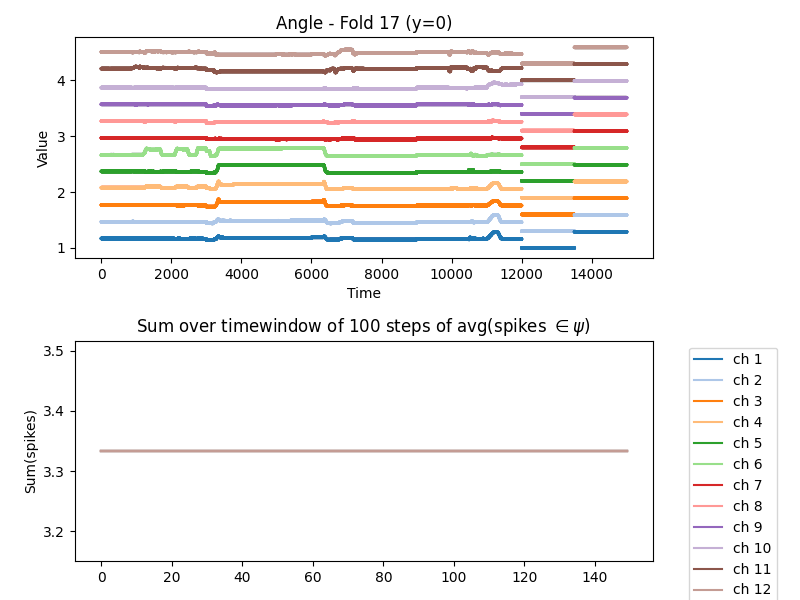 Angle - Fold 17 (y=0)
Value
4
3
2
1
0 2000 4000 6000 8000 10000 12000 14000
Time
Sum over timewindow of 100 steps of avg(spikes ∈ ψ)
Sum(spikes)
3.5
3.4
3.3
3.2
0 20 40 60 80 100 120 140
ch 1
ch 2
ch 3
ch 4
ch 5
ch 6
ch 7
ch 8
ch 9
ch 10
ch 11
ch 12